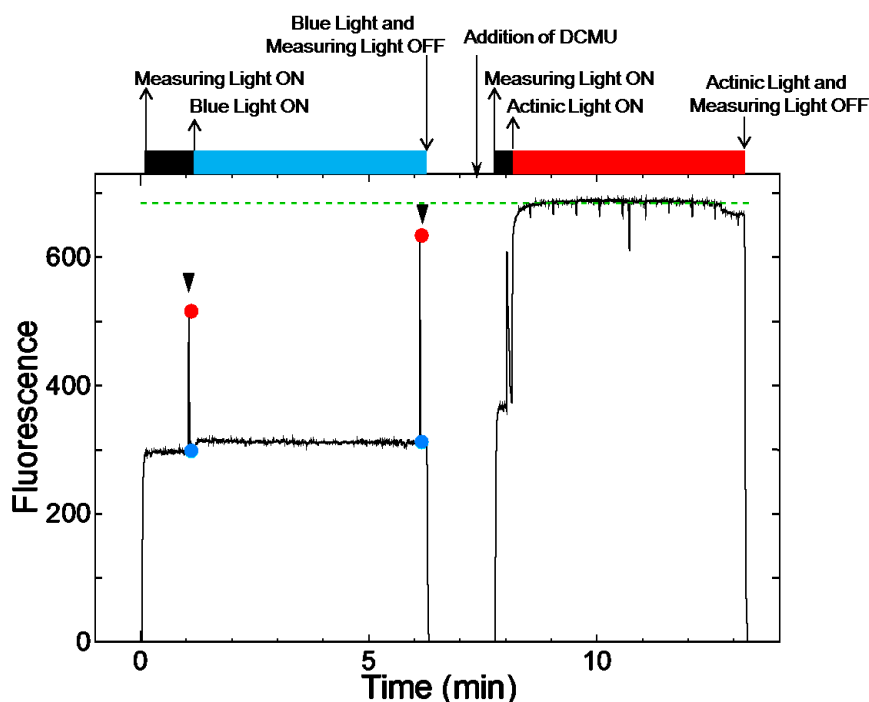 Blue Light and
Measuring Light OFF
Addition of DCMU
Measuring Light ON
Blue Light ON
Measuring Light ON
Actinic Light ON
Actinic Light and
Measuring Light OFF
Fluorescence
600
400
200
0
0
5
10
Time (min)